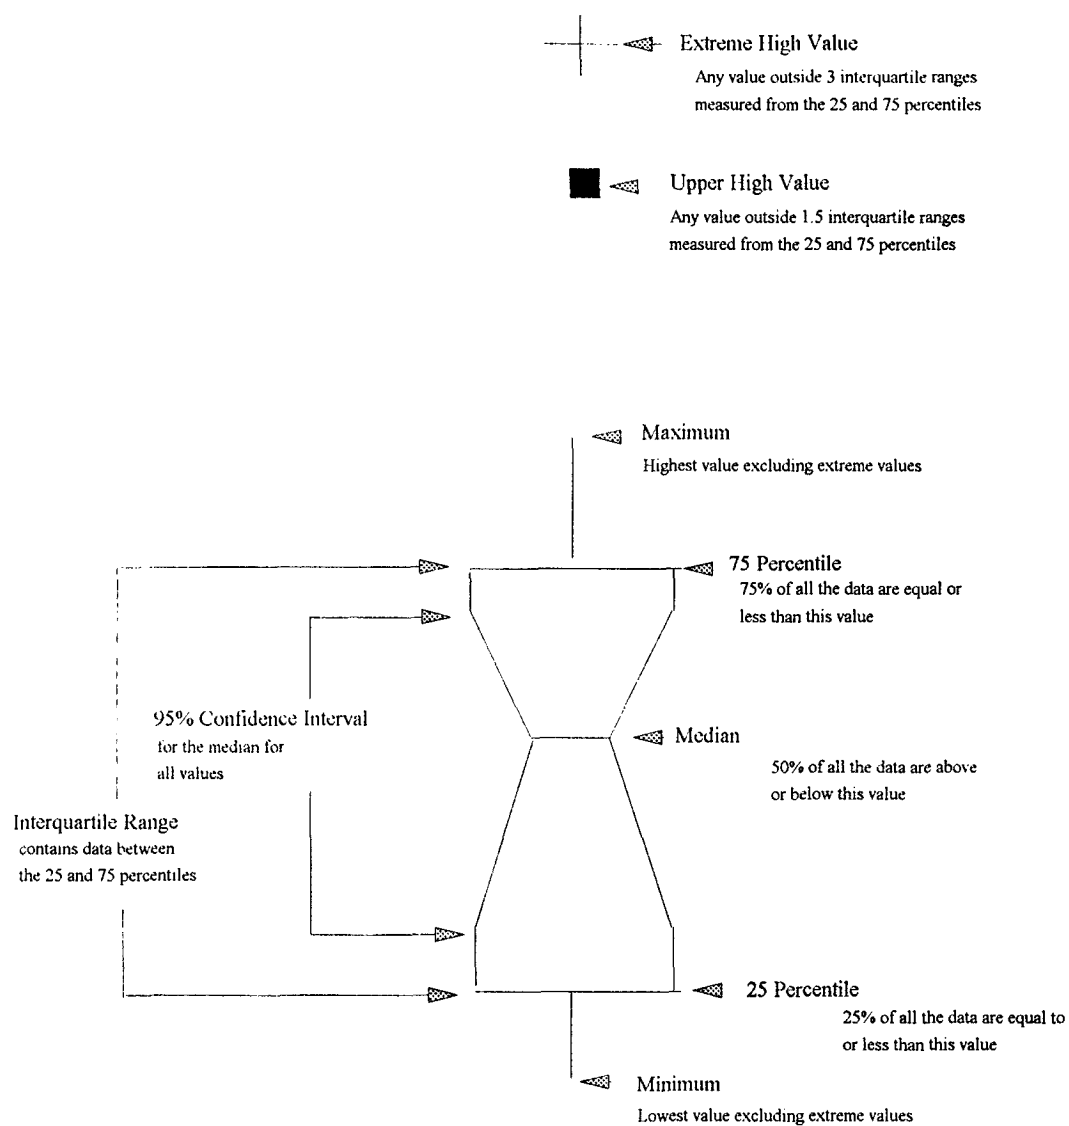 Extreme High Value
Any value outside 3 interquartile ranges
measured from the 25 and 75 percentiles
Upper High Value
Any value outside 1.5 interquartile ranges
measured from the 25 and 75 percentiles
Maximum
Highest value excluding extreme values
75 Percentile
75% of all the data are equal or
less than this value
95% Confidence Interval
for the median for
all values
Median
50% of all the data are above
or below this value
Interquartile Range
contains data between
the 25 and 75 percentiles
25 Percentile
25% of all the data are equal to
or less than this value
Minimum
Lowest value excluding extreme values